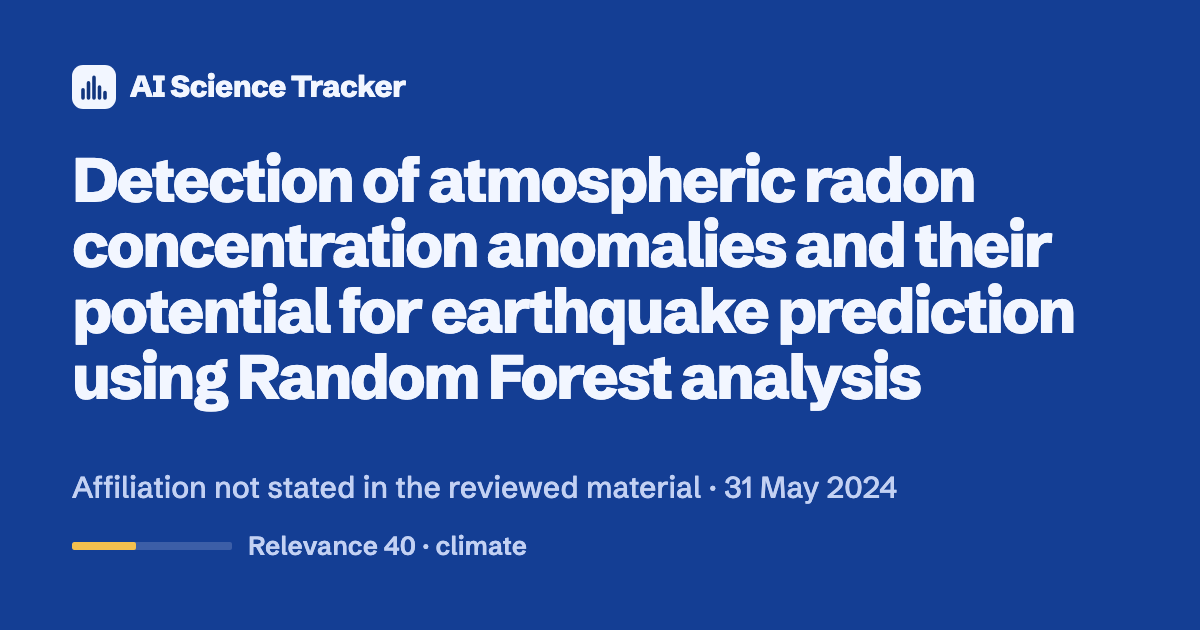 AI Science Tracker
Detection of atmospheric radon
concentration anomalies and their
potential for earthquake prediction
using Random Forest analysis
Affiliation not stated in the reviewed material · 31 May 2024
Relevance 40 · climate